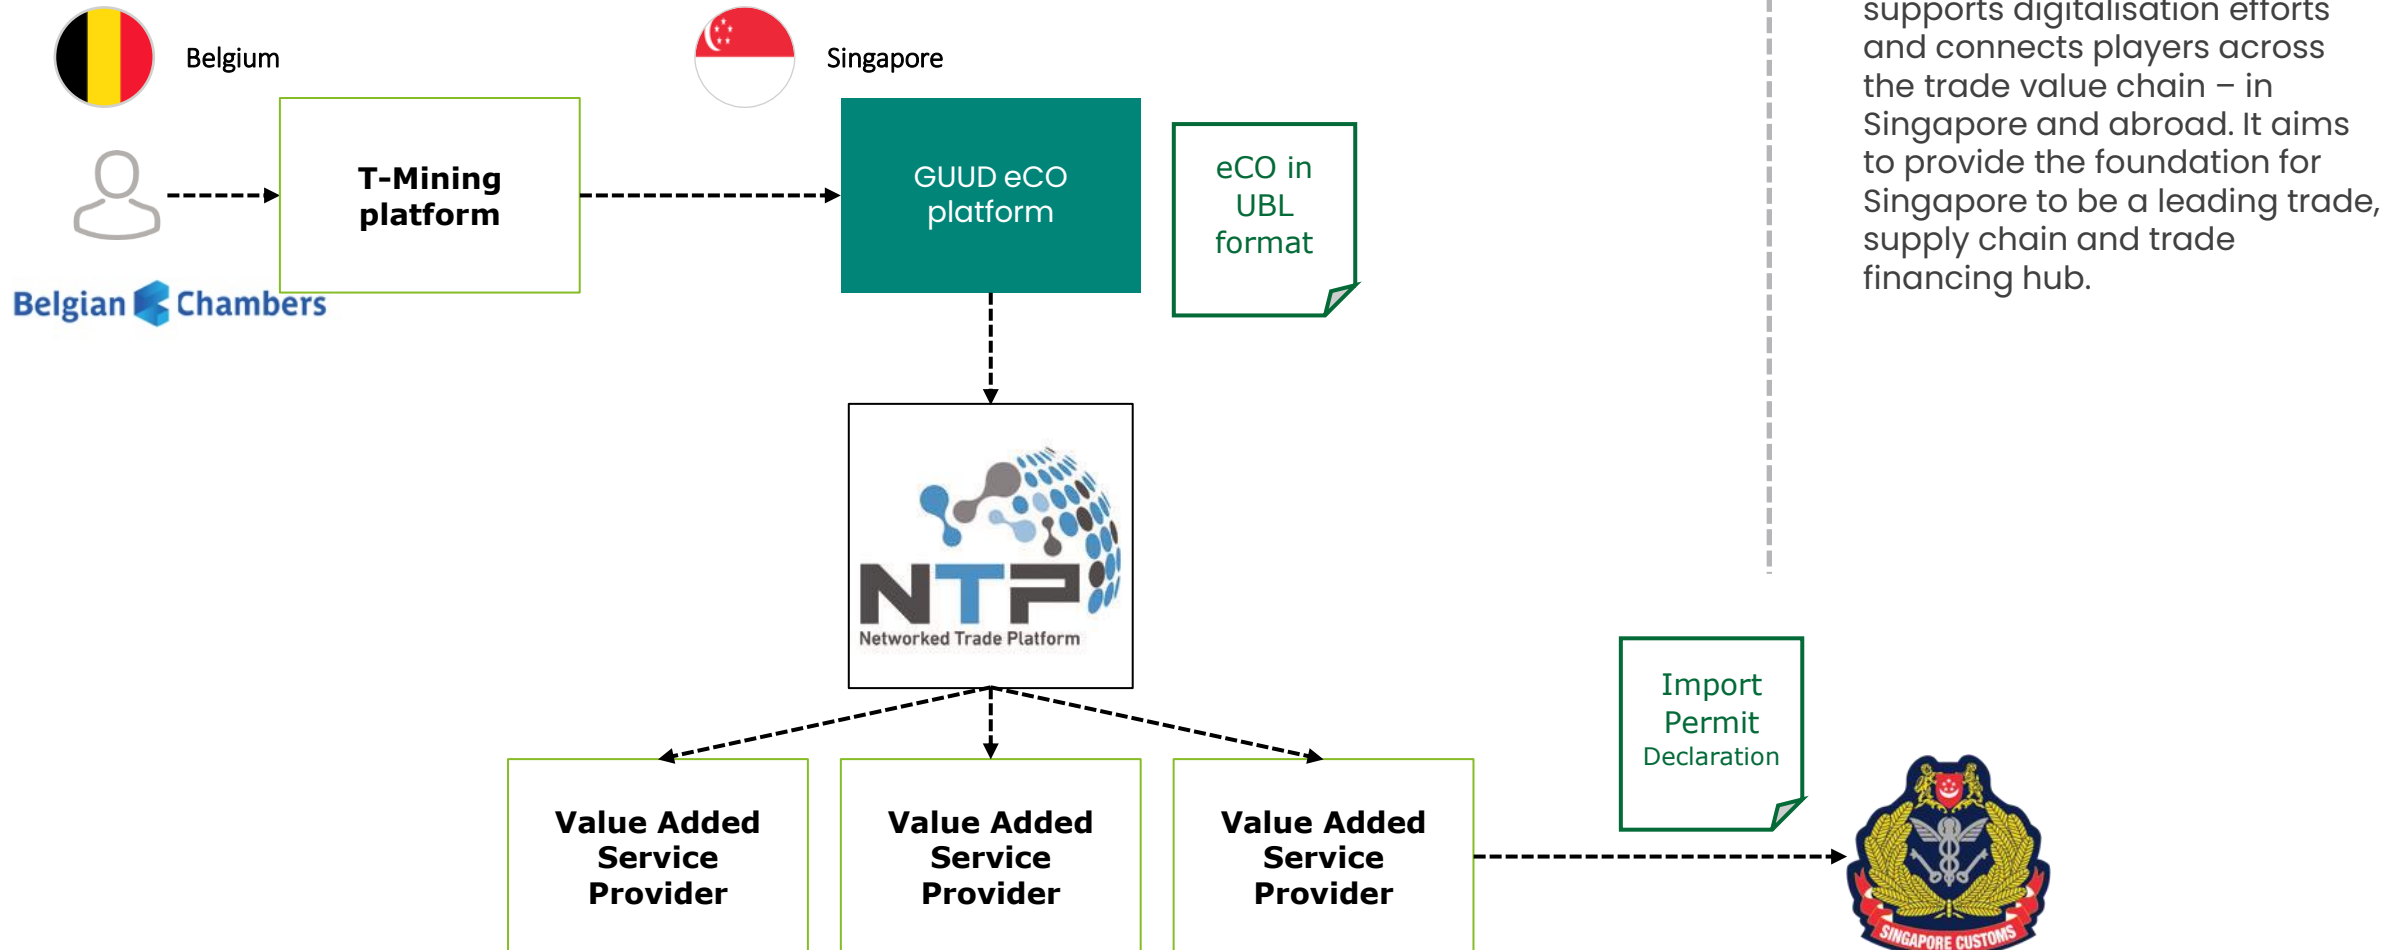 Belgium
Singapore
T-Mining
platform
GUUD eCO
platform
eCO in
UBL
format
Belgian Chambers
supports digitalisation efforts
and connects players across
the trade value chain – in
Singapore and abroad. It aims
to provide the foundation for
Singapore to be a leading trade,
supply chain and trade
financing hub.
NTP
Networked Trade Platform
Import
Permit
Declaration
Value Added
Service
Provider
Value Added
Service
Provider
Value Added
Service
Provider
SINGAPORE CUSTOMS